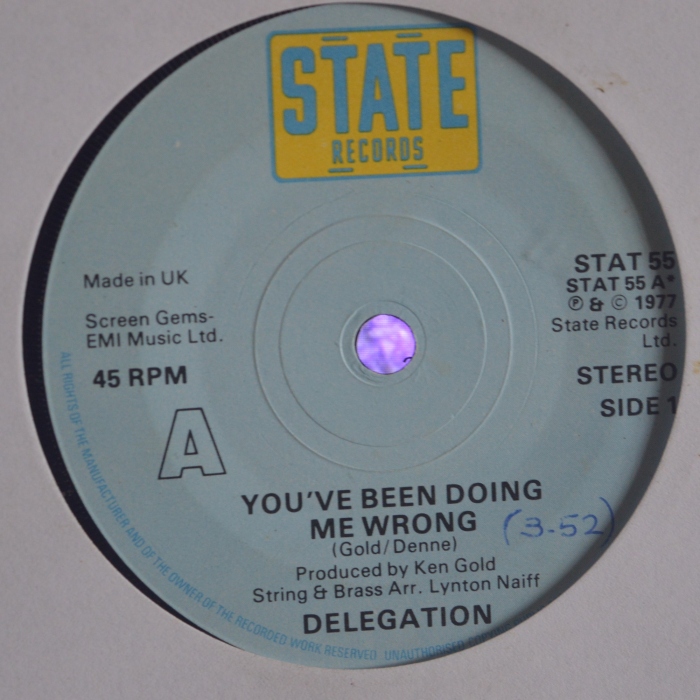 STATE
RECORDS
Made in UK
Screen Gems-
EMI Music Ltd.
45 RPM
A
STAT 55
STAT 55 A*
℗ & © 1977
State Records
Ltd.
STEREO
SIDE 1
YOU'VE BEEN DOING
ME WRONG
(3-52)
(Gold/Denne)
Produced by Ken Gold
String & Brass Arr. Lynton Naiff
DELEGATION
ALL RIGHTS OF THE MANUFACTURER AND OF THE OWNER OF THE RECORDED WORK RESERVED. UNAUTHORISED